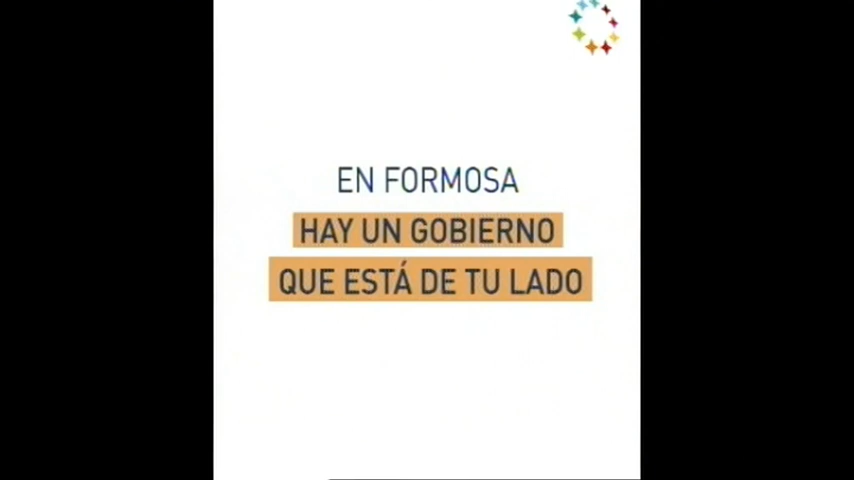 EN FORMOSA
HAY UN GOBIERNO
QUE ESTÁ DE TU LADO